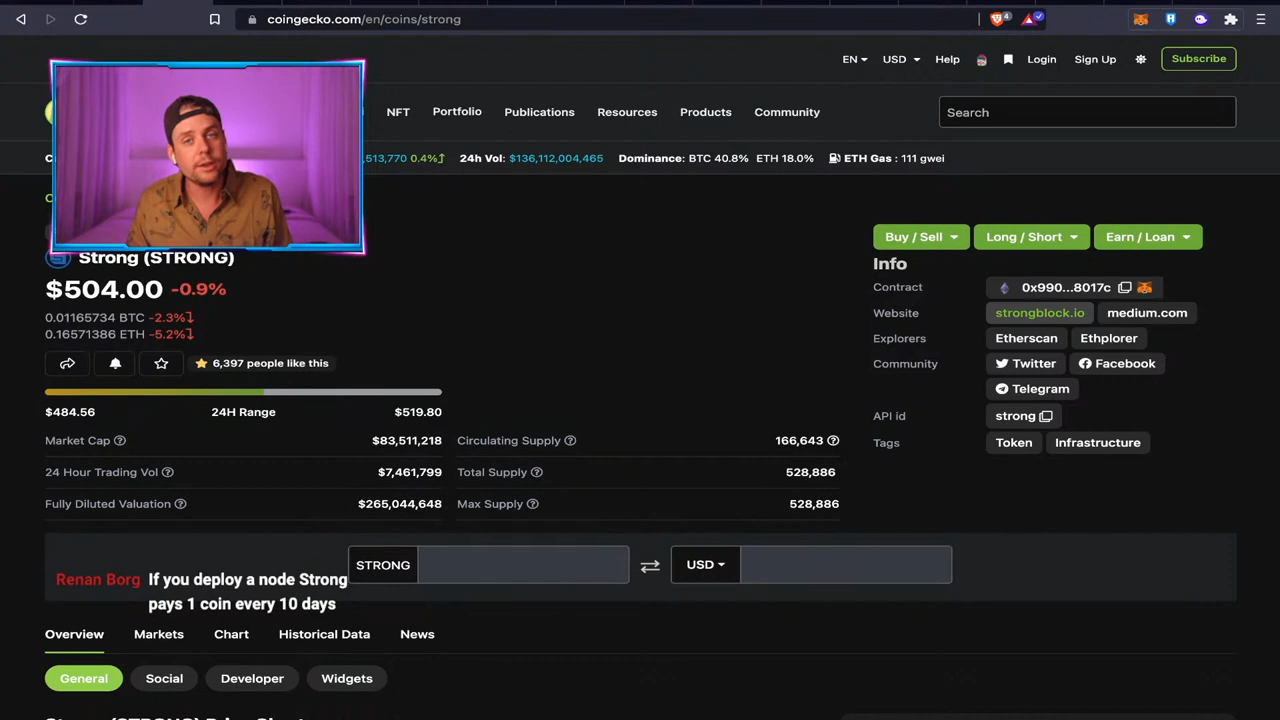 coingecko.com/en/coins/strong
4
EN
USD
Help
Login
Sign Up
Subscribe
NFT
Portfolio
Publications
Resources
Products
Community
Search
,513,770 0.4%
24h Vol: $136,112,004,465
Dominance: BTC 40.8% ETH 18.0%
ETH Gas : 111 gwei
Strong (STRONG)
$504.00 -0.9%
0.01165734 BTC -2.3%
0.16571386 ETH -5.2%
6,397 people like this
$484.56 24H Range $519.80
Market Cap $83,511,218
24 Hour Trading Vol $7,461,799
Fully Diluted Valuation $265,044,648
Circulating Supply 166,643
Total Supply 528,886
Max Supply 528,886
Buy / Sell
Long / Short
Earn / Loan
Info
Contract 0x990...8017c
Website strongblock.io medium.com
Explorers Etherscan Ethplorer
Community Twitter Facebook
Telegram
API id strong
Tags Token Infrastructure
STRONG
USD
Renan Borg If you deploy a node Strong
pays 1 coin every 10 days
Overview
Markets
Chart
Historical Data
News
General
Social
Developer
Widgets